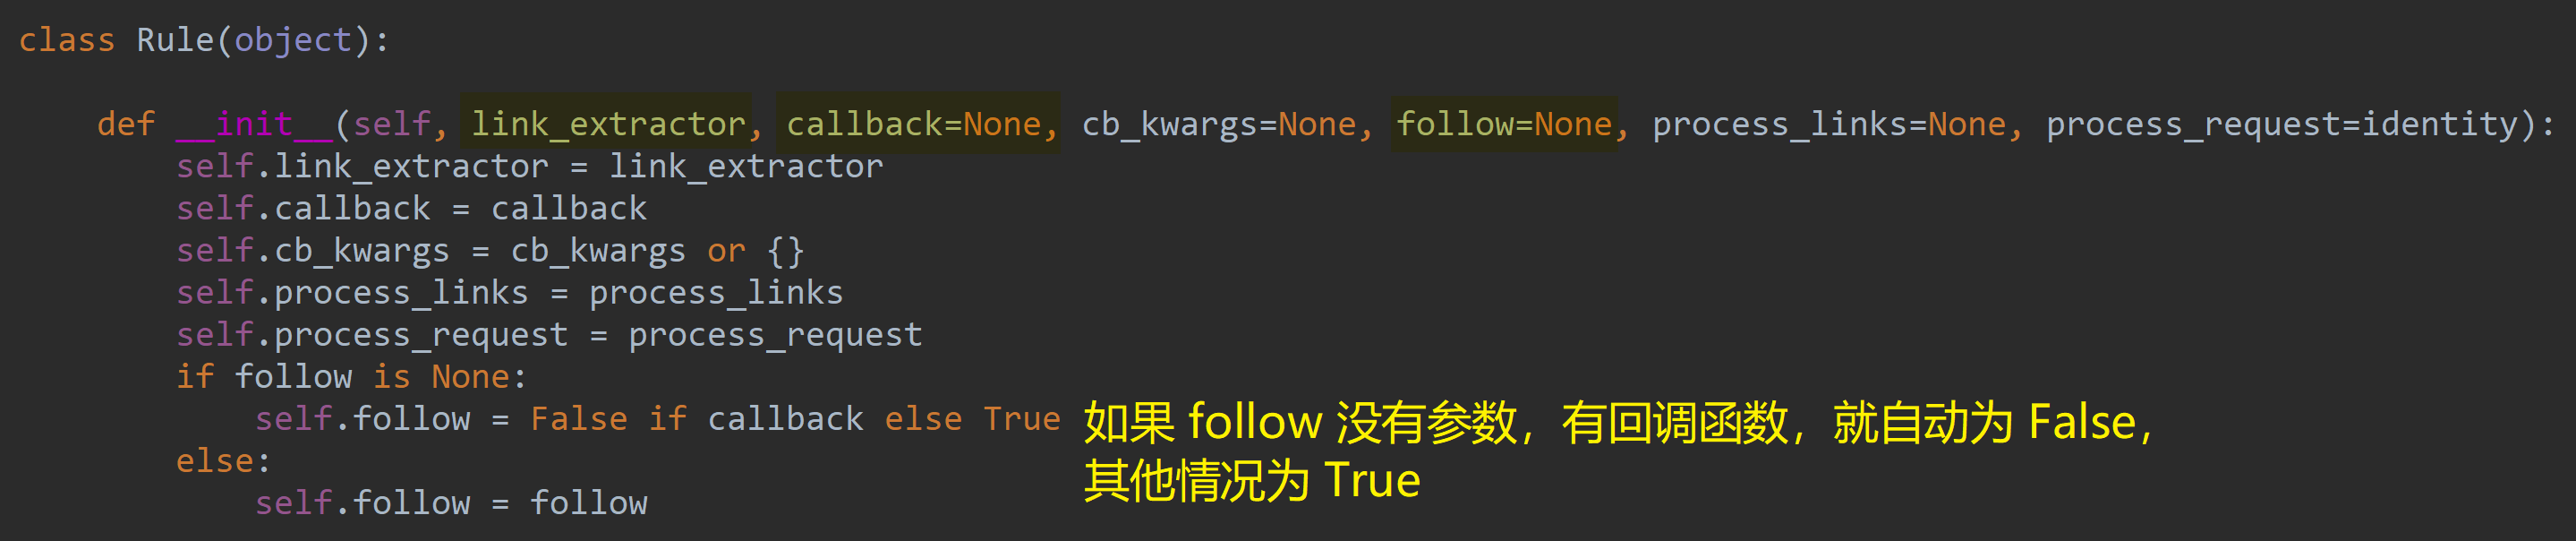 class Rule(object):
    def __init__(self, link_extractor, callback=None, cb_kwargs=None, follow=None, process_links=None, process_request=identity):
        self.link_extractor = link_extractor
        self.callback = callback
        self.cb_kwargs = cb_kwargs or {}
        self.process_links = process_links
        self.process_request = process_request
        if follow is None:
            self.follow = False if callback else True
如果 follow 没有参数，有回调函数，就自动为 False，
        else:
其他情况为 True
            self.follow = follow